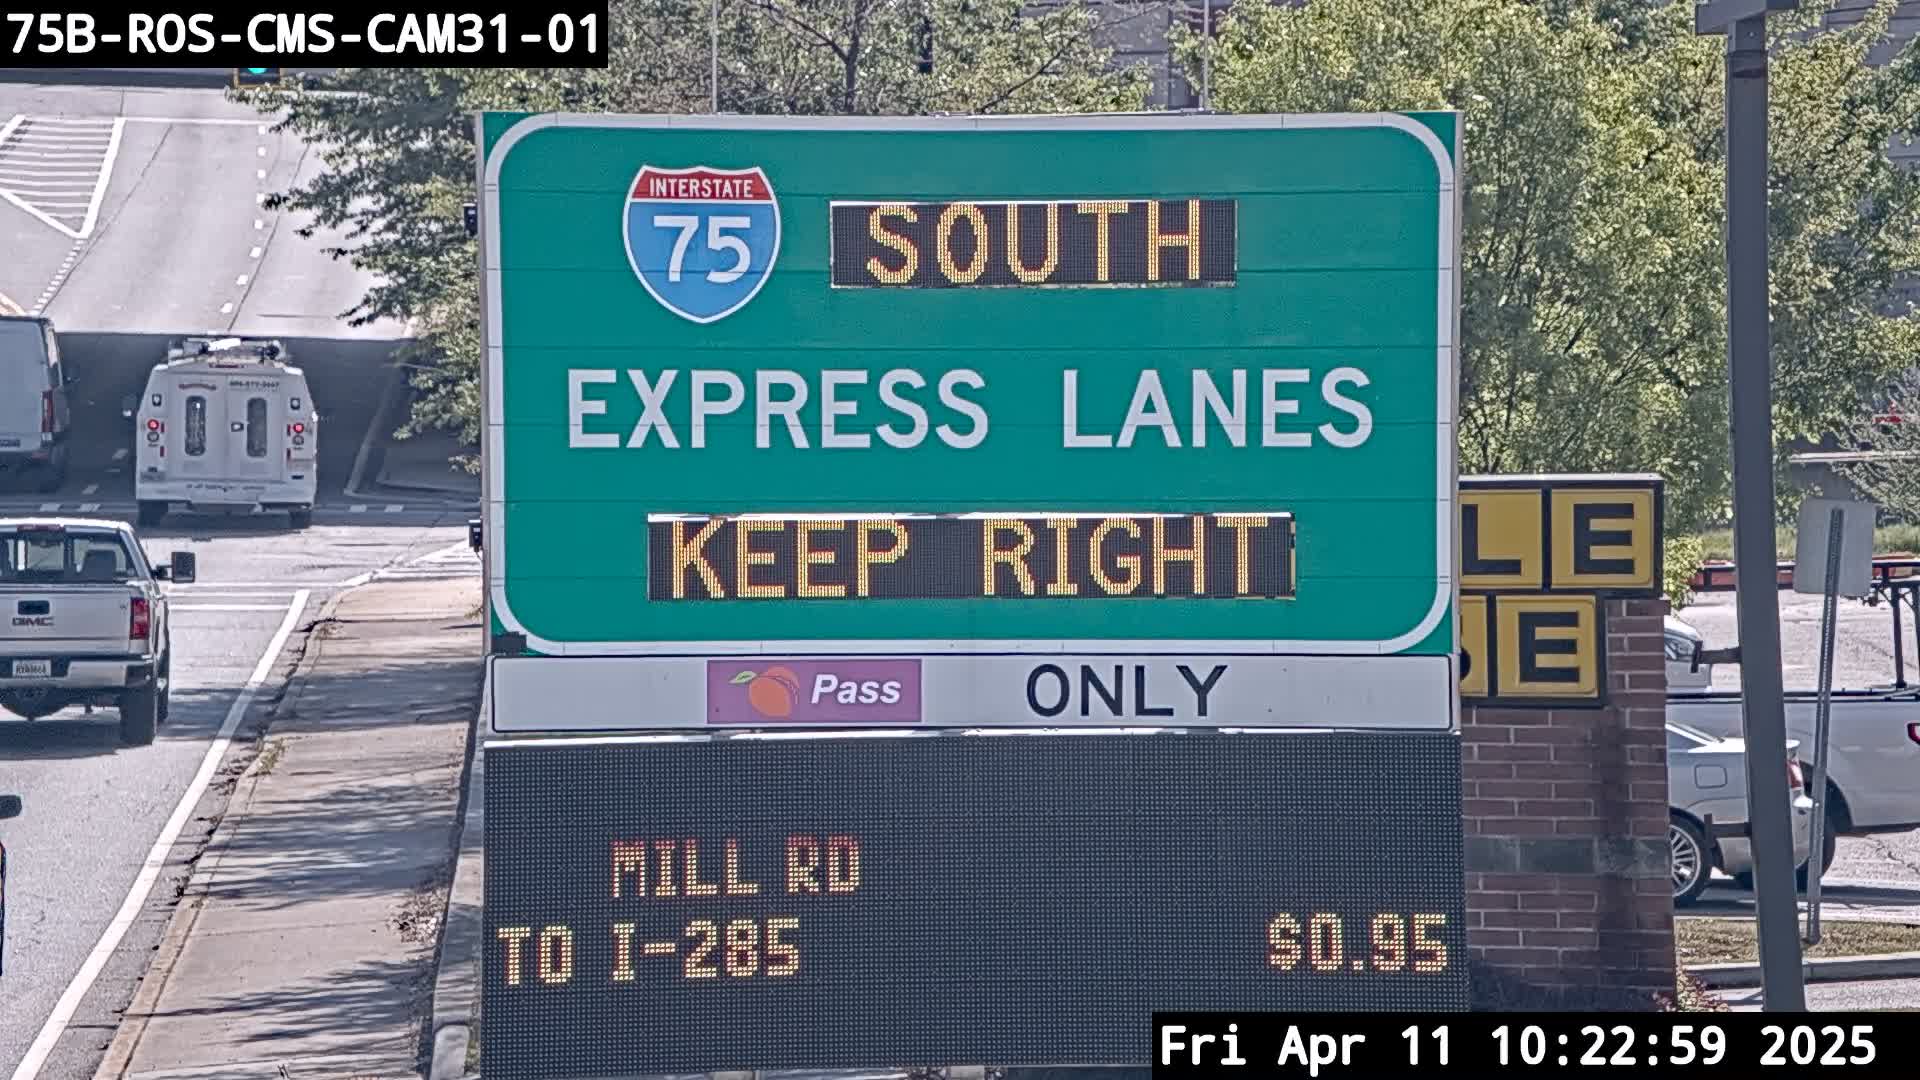 75B-ROS-CMS-CAM31-01
INTERSTATE
75
SOUTH
EXPRESS LANES
KEEP RIGHT
Pass
ONLY
MILL RD
TO I-285
$0.95
LE
E
GMC
Fri Apr 11 10:22:59 2025